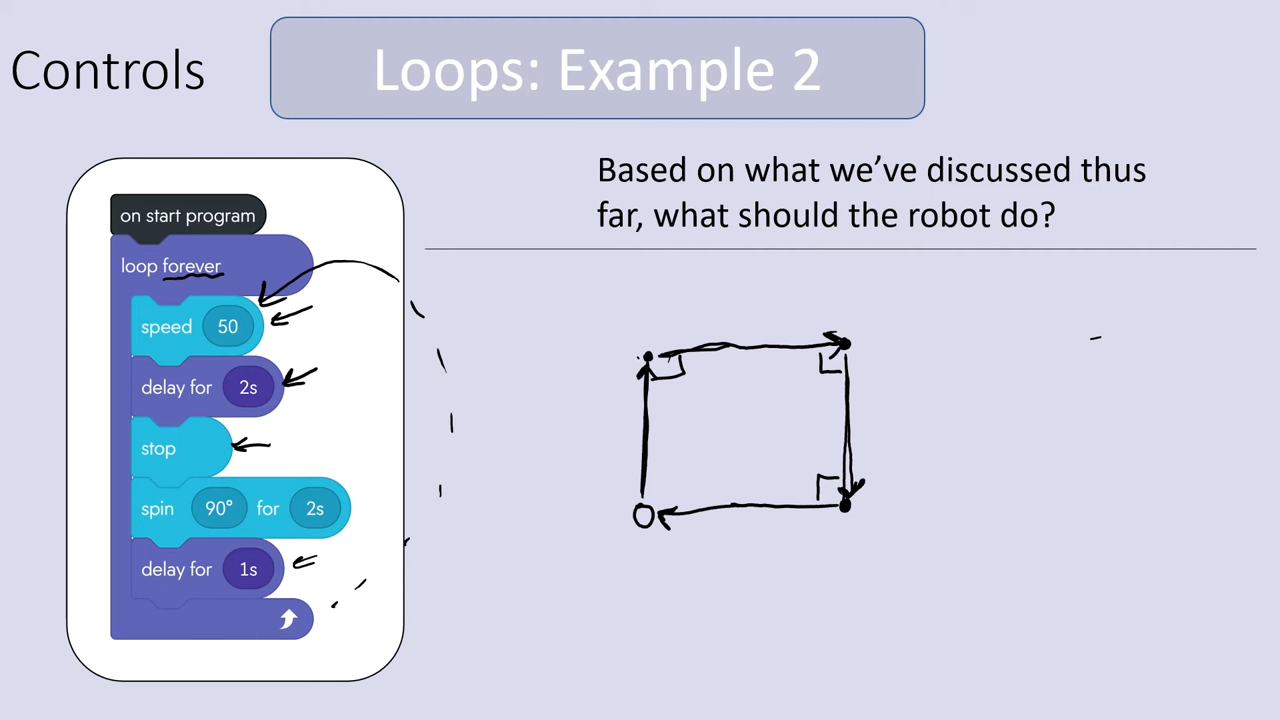 Controls
Loops: Example 2
Based on what we’ve discussed thus
far, what should the robot do?
on start program
loop forever
speed 50
delay for 2s
stop
spin 90° for 2s
delay for 1s